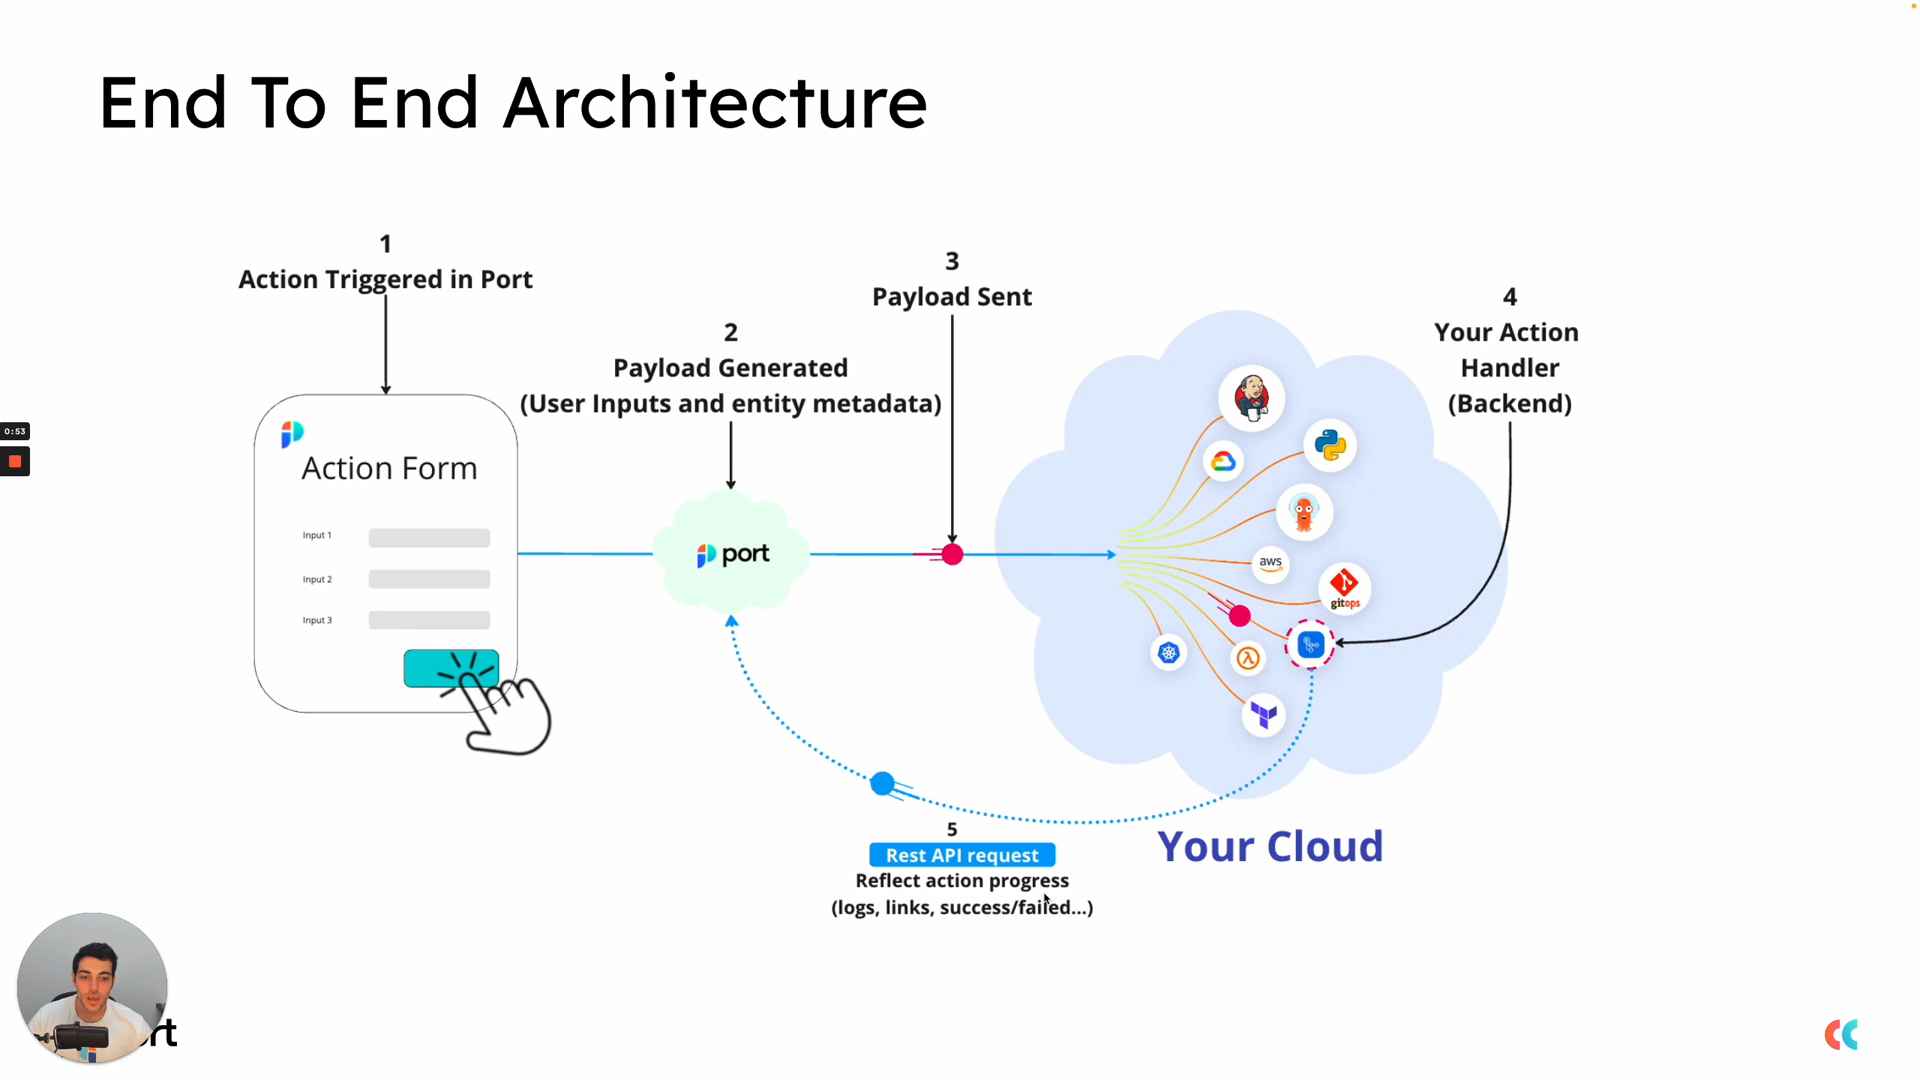 End To End Architecture
1
Action Triggered in Port
2
Payload Generated
(User Inputs and entity metadata)
3
Payload Sent
4
Your Action
Handler
(Backend)
Action Form
Input 1
Input 2
Input 3
port
aws
gitops
5
Rest API request
Reflect action progress
(logs, links, success/failed...)
Your Cloud
0:53
rt